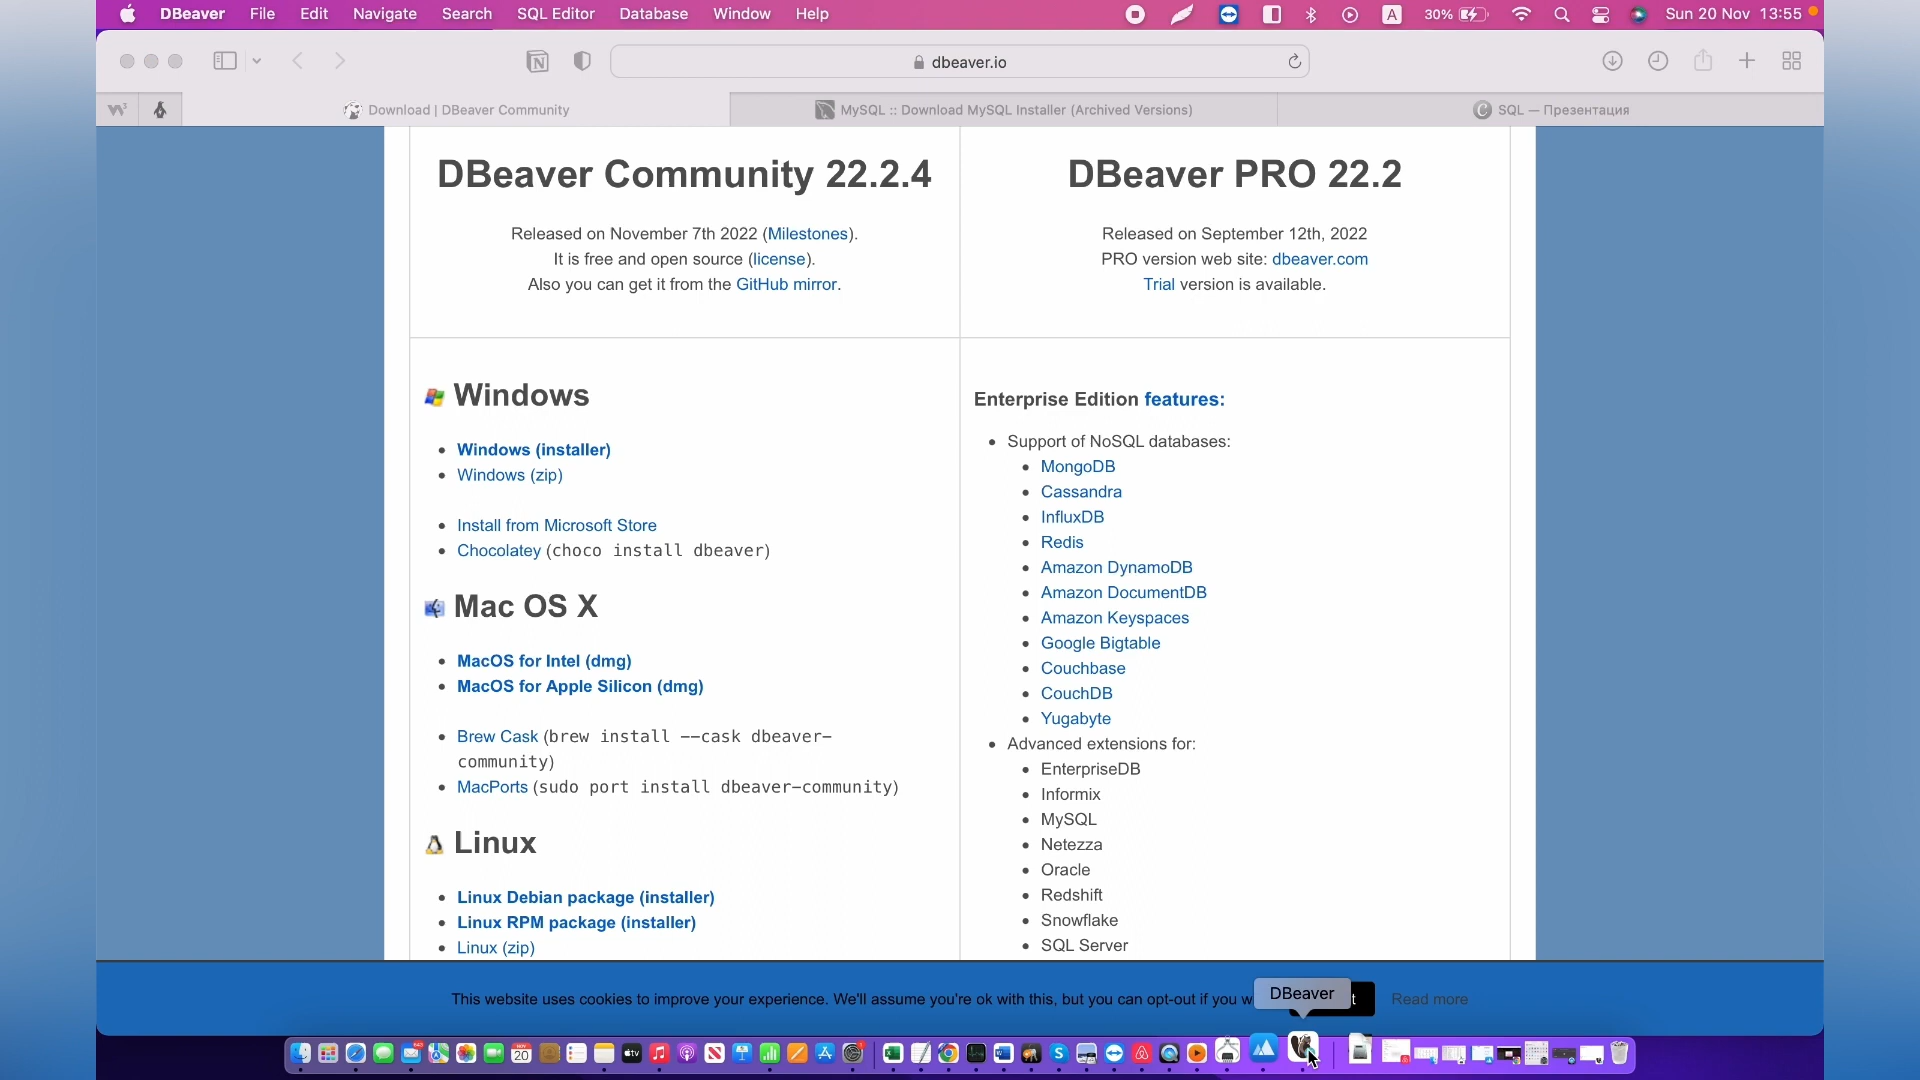 DBeaver File Edit Navigate Search SQL Editor Database Window Help A 30% Sun 20 Nov 13:55
dbeaver.io
Download | DBeaver Community
MySQL :: Download MySQL Installer (Archived Versions)
SQL — Презентация
DBeaver Community 22.2.4
Released on November 7th 2022 (Milestones).
It is free and open source (license).
Also you can get it from the GitHub mirror.
DBeaver PRO 22.2
Released on September 12th, 2022
PRO version web site: dbeaver.com
Trial version is available.
Windows
Windows (installer)
Windows (zip)
Install from Microsoft Store
Chocolatey (choco install dbeaver)
Mac OS X
MacOS for Intel (dmg)
MacOS for Apple Silicon (dmg)
Brew Cask (brew install --cask dbeaver-
community)
MacPorts (sudo port install dbeaver-community)
Linux
Linux Debian package (installer)
Linux RPM package (installer)
Linux (zip)
Enterprise Edition features:
Support of NoSQL databases:
MongoDB
Cassandra
InfluxDB
Redis
Amazon DynamoDB
Amazon DocumentDB
Amazon Keyspaces
Google Bigtable
Couchbase
CouchDB
Yugabyte
Advanced extensions for:
EnterpriseDB
Informix
MySQL
Netezza
Oracle
Redshift
Snowflake
SQL Server
This website uses cookies to improve your experience. We'll assume you're ok with this, but you can opt-out if you w
DBeaver
t
Read more
NOV
20
tv